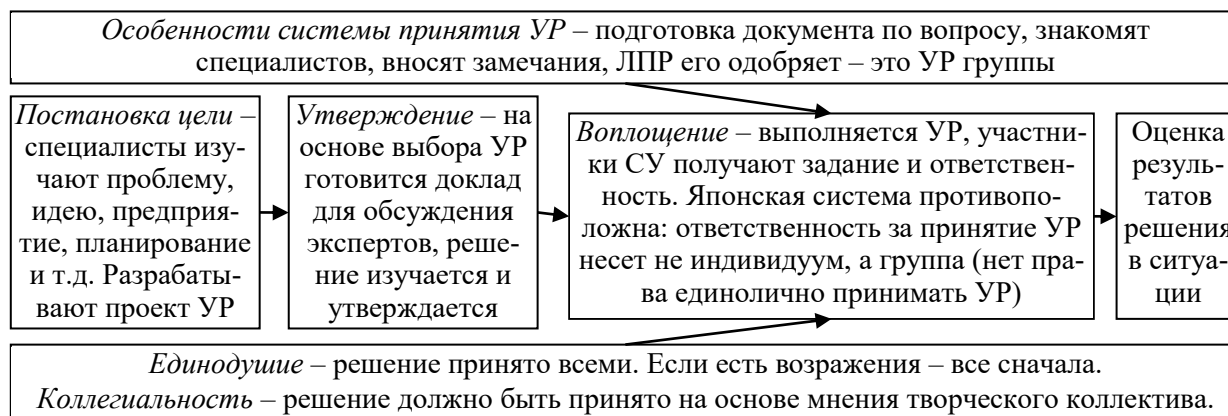 Особенности системы принятия УР – подготовка документа по вопросу, знакомят
специалистов, вносят замечания, ЛПР его одобряет – это УР группы
Постановка цели –
специалисты изу-
чают проблему,
идею, предприя-
тие, планирование
и т.д. Разрабаты-
вают проект УР
Утверждение – на
основе выбора УР
готовится доклад
для обсуждения
экспертов, реше-
ние изучается и
утверждается
Воплощение – выполняется УР, участни-
ки СУ получают задание и ответствен-
ность. Японская система противопо-
ложна: ответственность за принятие УР
несет не индивидуум, а группа (нет пра-
ва единолично принимать УР)
Оценка
резуль-
татов
решения
в ситуа-
ции
Единодушие – решение принято всеми. Если есть возражения – все сначала.
Коллегиальность – решение должно быть принято на основе мнения творческого коллектива.